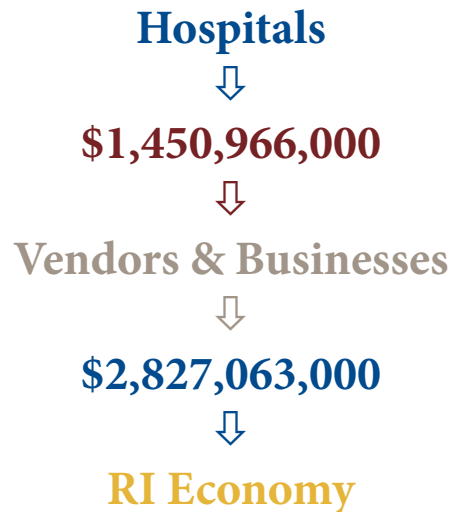 Hospitals
⇩
$1,450,966,000
⇩
Vendors & Businesses
⇩
$2,827,063,000
⇩
RI Economy